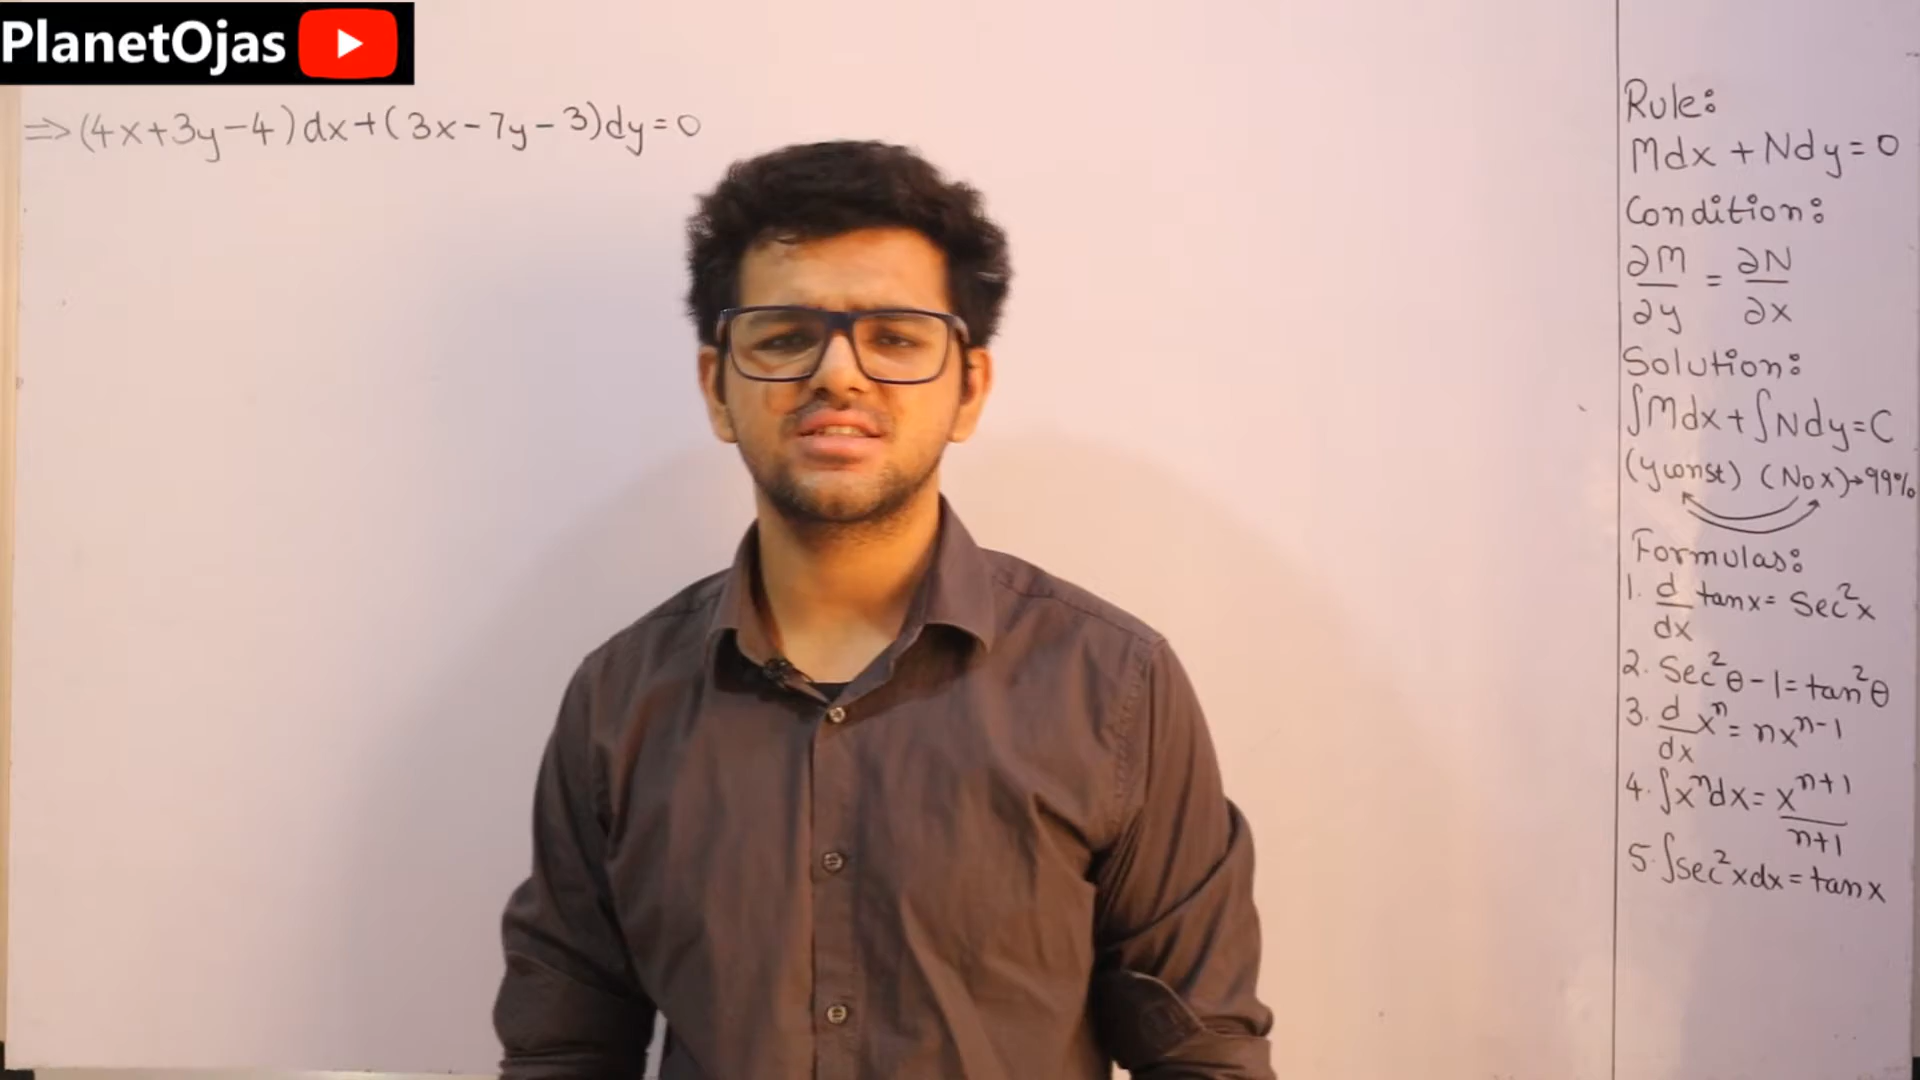 PlanetOjas
⇒(4x+3y-4)dx+(3x-7y-3)dy=0
Rule:
Mdx + Ndy = 0
Condition:
∂M/∂y = ∂N/∂x
Solution:
∫Mdx + ∫Ndy = C
(y const) (No x)→99%
Formulas:
1. d/dx tanx = Sec²x
2. Sec²θ - 1 = tan²θ
3. d/dx xⁿ = nxⁿ⁻¹
4. ∫xⁿdx = xⁿ⁺¹/n+1
5. ∫sec²xdx = tanx